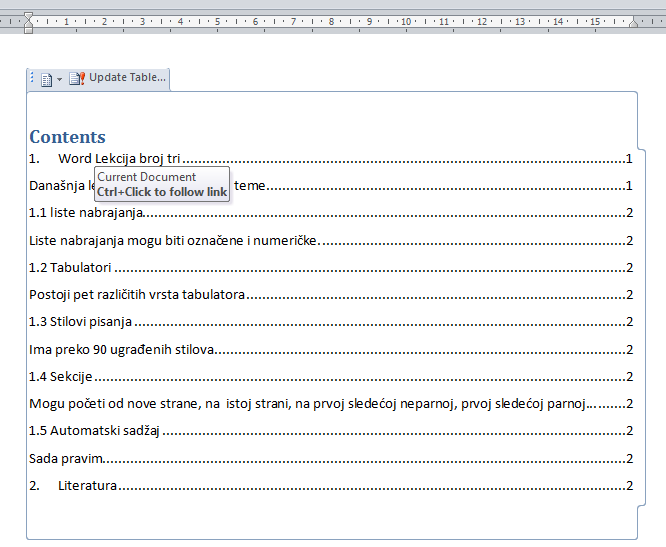 1 2 3 4 5 6 7 8 9 10 11 12 13 14 15
Update Table...
Contents
1. Word Lekcija broj tri 1
Current Document
Današnja teme 1
Ctrl+Click to follow link
1.1 liste nabrajanja 2
Liste nabrajanja mogu biti označene i numeričke. 2
1.2 Tabulatori 2
Postoji pet različitih vrsta tabulatora 2
1.3 Stilovi pisanja 2
Ima preko 90 ugrađenih stilova. 2
1.4 Sekcije 2
Mogu početi od nove strane, na istoj strani, na prvoj sledećoj neparnoj, prvoj sledećoj parnoj... 2
1.5 Automatski sadžaj 2
Sada pravim. 2
2. Literatura 2